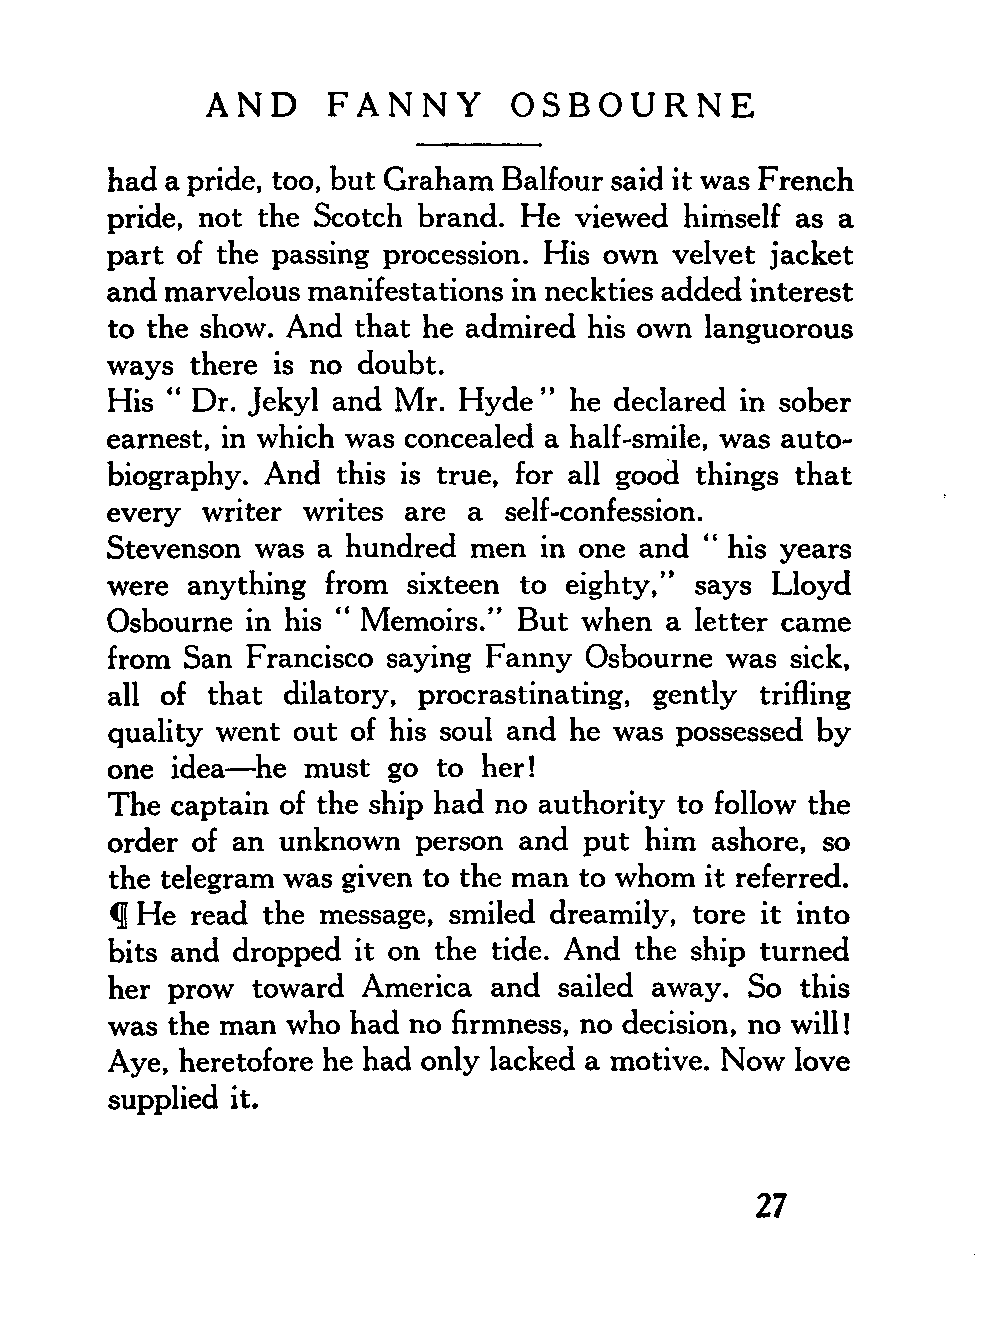 AND FANNY OSBOURNE
had a pride, too, but Graham Balfour said it was French
pride, not the Scotch brand. He viewed himself as a
part of the passing procession. His own velvet jacket
and marvelous manifestations in neckties added interest
to the show. And that he admired his own languorous
ways there is no doubt.
His “ Dr. Jekyl and Mr. Hyde ” he declared in sober
earnest, in which was concealed a half-smile, was auto-
biography. And this is true, for all good things that
every writer writes are a self-confession.
Stevenson was a hundred men in one and “ his years
were anything from sixteen to eighty,” says Lloyd
Osbourne in his “ Memoirs.” But when a letter came
from San Francisco saying Fanny Osbourne was sick,
all of that dilatory, procrastinating, gently trifling
quality went out of his soul and he was possessed by
one idea—he must go to her!
The captain of the ship had no authority to follow the
order of an unknown person and put him ashore, so
the telegram was given to the man to whom it referred.
¶ He read the message, smiled dreamily, tore it into
bits and dropped it on the tide. And the ship turned
her prow toward America and sailed away. So this
was the man who had no firmness, no decision, no will!
Aye, heretofore he had only lacked a motive. Now love
supplied it.
27